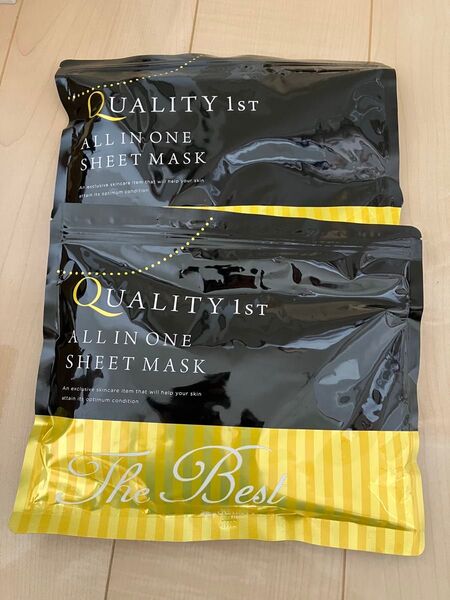 QUALITY 1ST
ALL IN ONE
SHEET MASK
An exclusive skincare item that will help your skin
attain its optimum condition
QUALITY 1ST
ALL IN ONE
SHEET MASK
An exclusive skincare item that will help your skin
attain its optimum condition
The Best